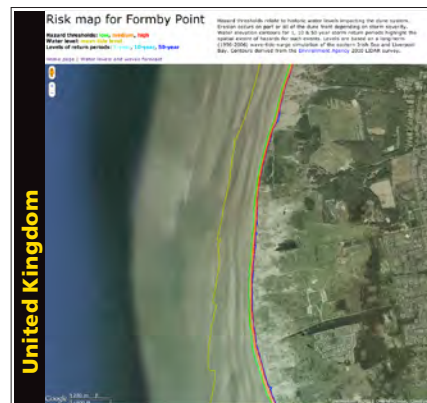 Risk map for Formby Point
Hazard thresholds: low, medium, high
Water level: mean tide level
Levels of return periods: 1-year, 10-year, 50-year
Home page | Water levels and waves forecast
Hazard thresholds relate to historic water levels impacting the dune system.
Erosion occurs on part or all of the dune front depending on storm severity.
Water elevation contours for 1, 10 & 50 year storm return periods highlight the
spatial extent of hazards for such events. Levels are based on a long-term
(1996-2008) wave-tide-surge simulation of the eastern Irish Sea and Liverpool
Bay. Contours derived from the Environment Agency 2010 LiDAR survey.
United Kingdom
Google